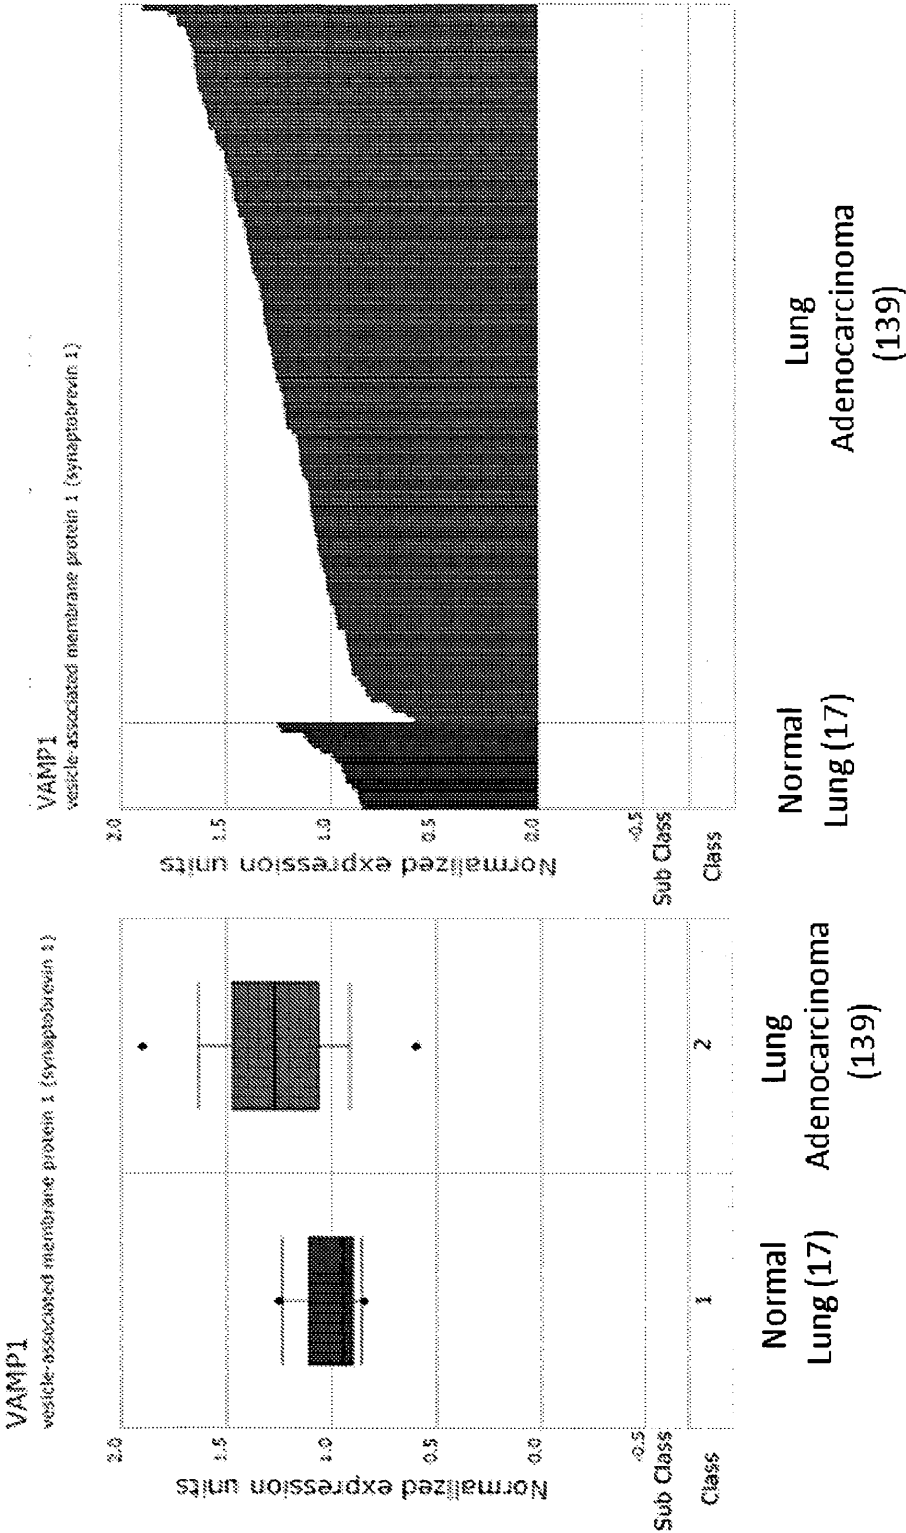 VAMP1
vesicle-associated membrane protein 1 (synaptobrevin 1)
Normalized expression units
2.0
1.5
1.0
0.5
0.0
-0.5
Sub Class
Class
1
2
Normal
Lung (17)
Lung
Adenocarcinoma
(139)
VAMP1
vesicle-associated membrane protein 1 (synaptobrevin 1)
Normalized expression units
2.0
1.5
1.0
0.5
0.0
-0.5
Sub Class
Class
Normal
Lung (17)
Lung
Adenocarcinoma
(139)